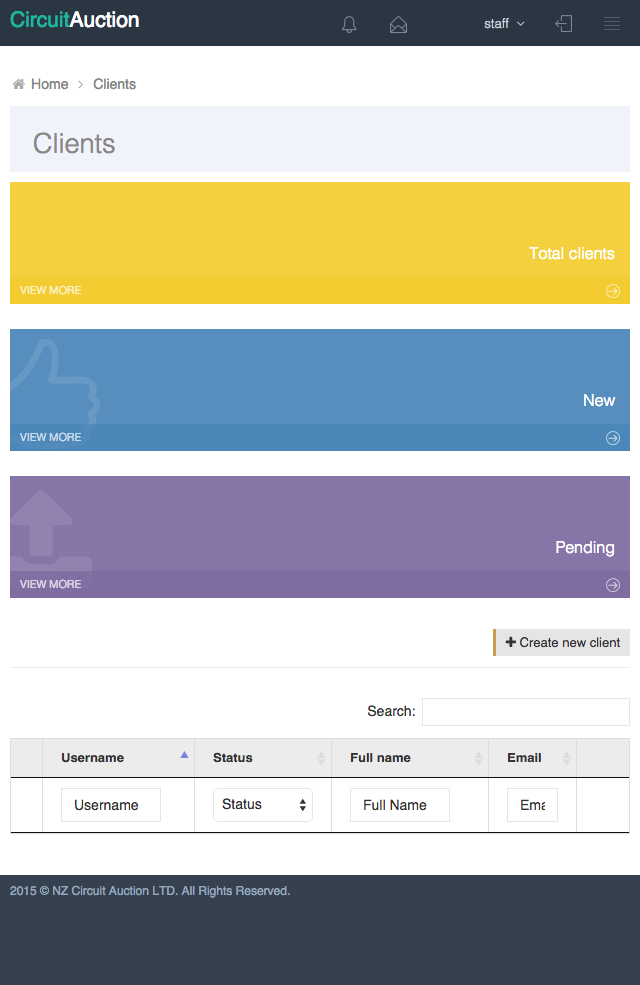 CircuitAuction
staff
Home > Clients
Clients
Total clients
VIEW MORE
New
VIEW MORE
Pending
VIEW MORE
Create new client
Search:
Username Status Full name Email
Username Status Full Name Ema
2015 © NZ Circuit Auction LTD. All Rights Reserved.